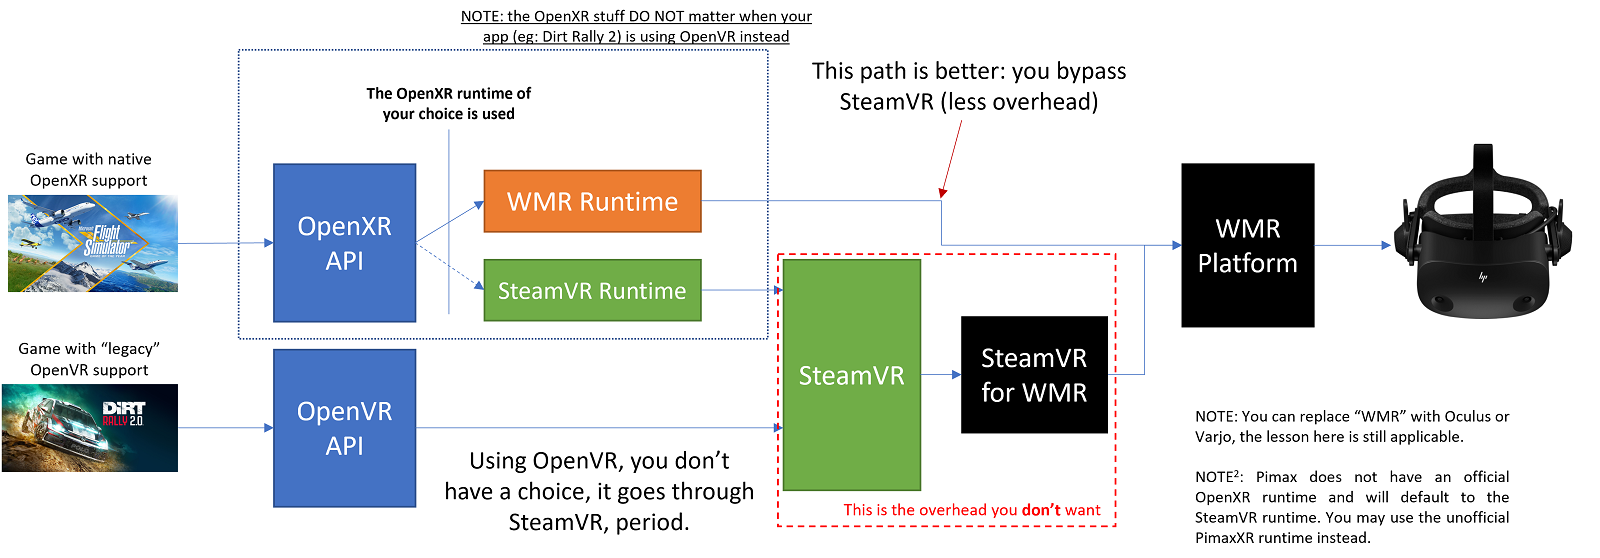 NOTE: the OpenXR stuff DO NOT matter when your
app (eg: Dirt Rally 2) is using OpenVR instead
This path is better: you bypass
SteamVR (less overhead)
The OpenXR runtime of
your choice is used
Game with native
OpenXR support
Microsoft
Flight
Simulator
OpenXR
API
WMR Runtime
SteamVR Runtime
WMR
Platform
hp
Game with “legacy”
OpenVR support
DiRT
RALLY 2.0
OpenVR
API
SteamVR
SteamVR
for WMR
Using OpenVR, you don’t
have a choice, it goes through
SteamVR, period.
This is the overhead you don’t want
NOTE: You can replace “WMR” with Oculus or
Varjo, the lesson here is still applicable.
NOTE²: Pimax does not have an official
OpenXR runtime and will default to the
SteamVR runtime. You may use the unofficial
PimaxXR runtime instead.